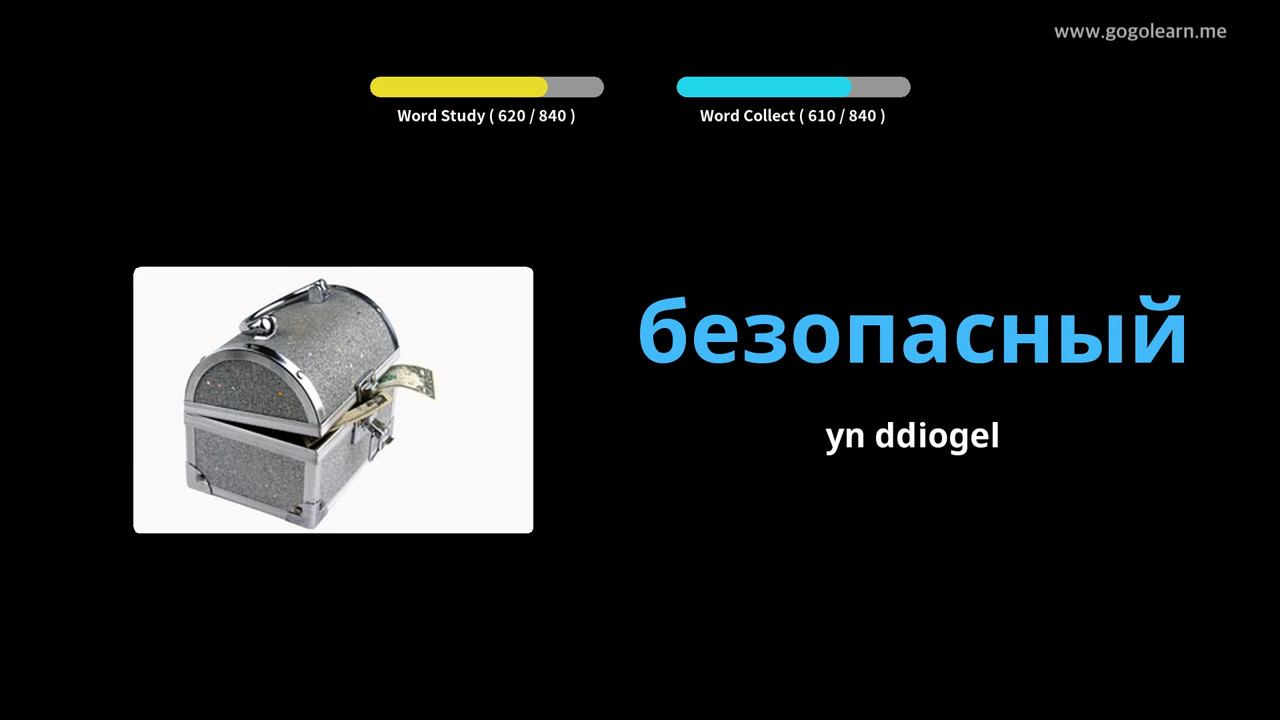 www.gogolearn.me
Word Study ( 620 / 840 )
Word Collect ( 610 / 840 )
безопасный
yn ddiogel